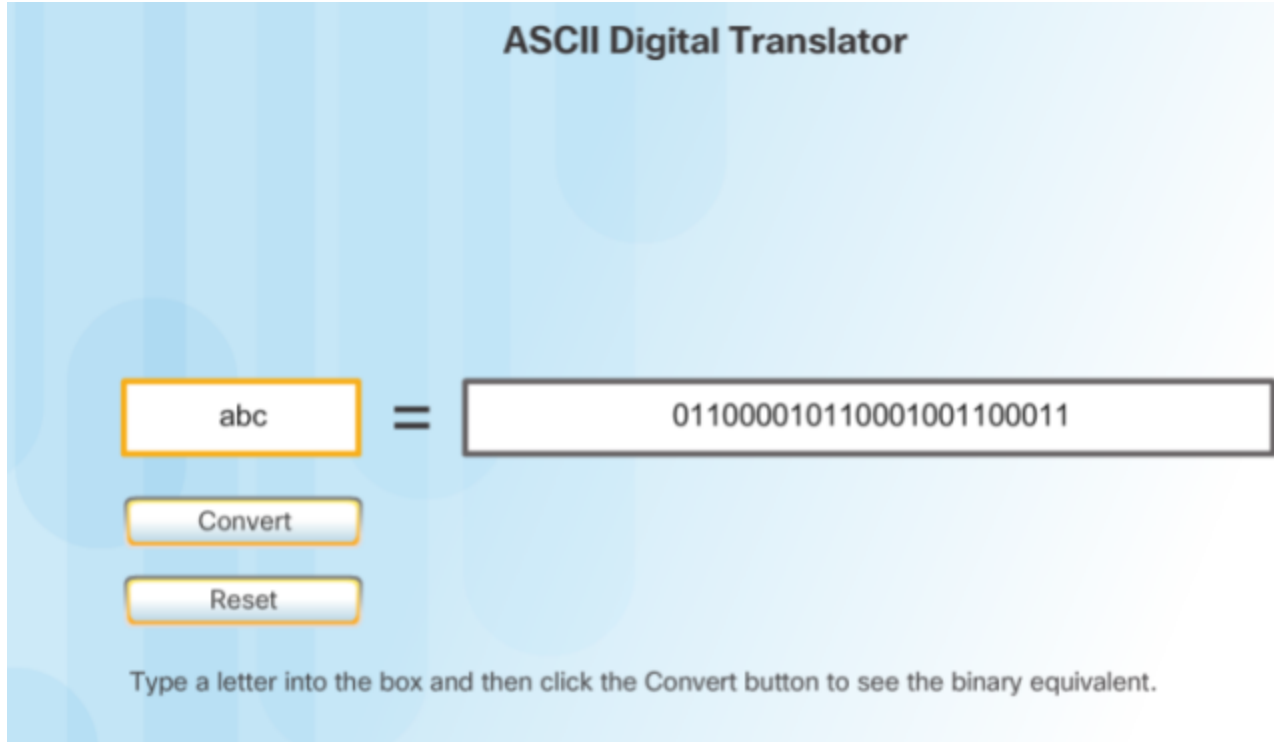 ASCII Digital Translator
abc = 011000010110001001100011
Convert
Reset
Type a letter into the box and then click the Convert button to see the binary equivalent.